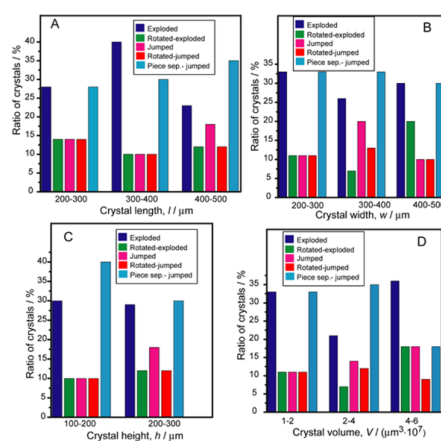 A
Exploded
Rotated-exploded
Jumped
Rotated-jumped
Piece sep.- jumped
Ratio of crystals / %
45
40
35
30
25
20
15
10
5
0
200-300 300-400 400-500
Crystal length, l / μm
B
Exploded
Rotated-exploded
Jumped
Rotated-jumped
Piece sep.- jumped
Ratio of crystals / %
40
35
30
25
20
15
10
5
0
200-300 300-400 400-500
Crystal width, w / μm
C
Exploded
Rotated-exploded
Jumped
Rotated-jumped
Piece sep.- jumped
Ratio of crystals / %
40
35
30
25
20
15
10
5
0
100-200 200-300
Crystal height, h / μm
D
Exploded
Rotated-exploded
Jumped
Rotated-jumped
Piece sep.- jumped
Ratio of crystals / %
40
35
30
25
20
15
10
5
0
1-2 2-4 4-6
Crystal volume, V / (μm³·10⁷)